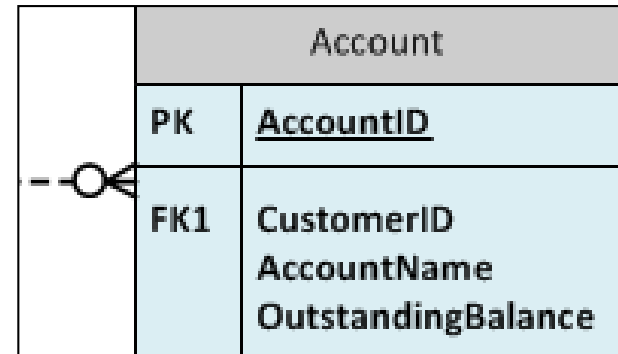 Account
PK AccountID
FK1 CustomerID
AccountName
OutstandingBalance